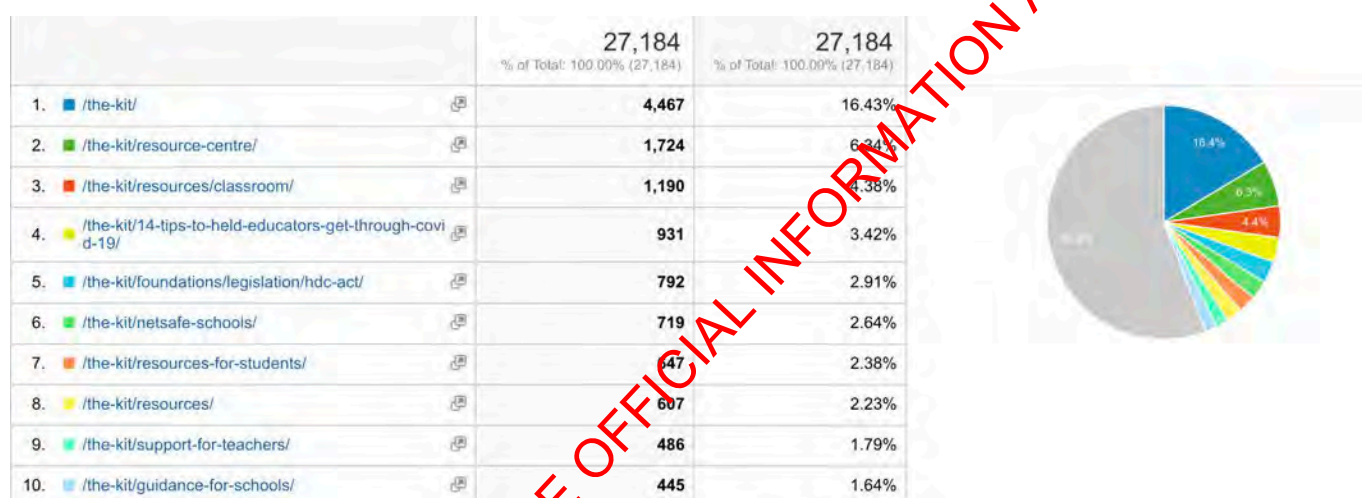 27,184 27,184
% of Total: 100.00% (27,184) % of Total: 100.00% (27,184)
1. /the-kit/ 4,467 16.43%
2. /the-kit/resource-centre/ 1,724 6.34%
3. /the-kit/resources/classroom/ 1,190 4.38%
4. /the-kit/14-tips-to-held-educators-get-through-covi
d-19/ 931 3.42%
5. /the-kit/foundations/legislation/hdc-act/ 792 2.91%
6. /the-kit/netsafe-schools/ 719 2.64%
7. /the-kit/resources-for-students/ 647 2.38%
8. /the-kit/resources/ 607 2.23%
9. /the-kit/support-for-teachers/ 486 1.79%
10. /the-kit/guidance-for-schools/ 445 1.64%
16.4%
6.3%
4.4%
OFFICIAL INFORMATION